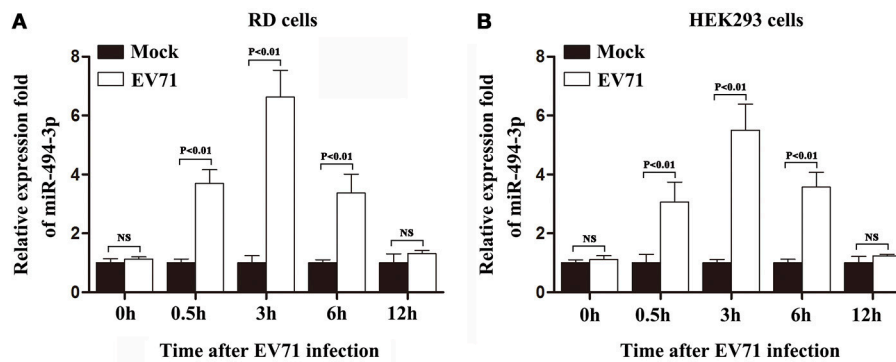 A
RD cells
Mock
EV71
Relative expression fold
of miR-494-3p
8
6
4
2
0
NS
P<0.01
P<0.01
P<0.01
NS
0h
0.5h
3h
6h
12h
Time after EV71 infection
B
HEK293 cells
Mock
EV71
Relative expression fold
of miR-494-3p
8
6
4
2
0
NS
P<0.01
P<0.01
P<0.01
NS
0h
0.5h
3h
6h
12h
Time after EV71 infection